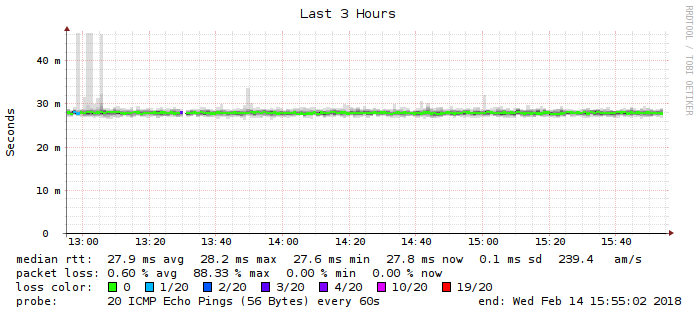 Last 3 Hours
RRDTOOL / TOBI OETIKER
Seconds
40 m
30 m
20 m
10 m
0
13:00 13:20 13:40 14:00 14:20 14:40 15:00 15:20 15:40
median rtt: 27.9 ms avg 28.2 ms max 27.6 ms min 27.8 ms now 0.1 ms sd 239.4 am/s
packet loss: 0.60 % avg 88.33 % max 0.00 % min 0.00 % now
loss color: 0 1/20 2/20 3/20 4/20 10/20 19/20
probe: 20 ICMP Echo Pings (56 Bytes) every 60s end: Wed Feb 14 15:55:02 2018